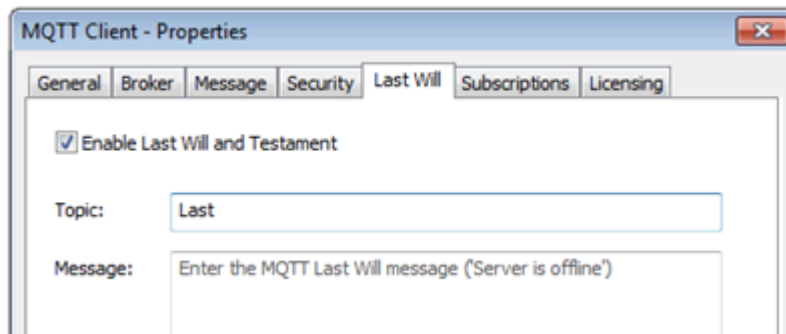 MQTT Client - Properties
General Broker Message Security Last Will Subscriptions Licensing
Enable Last Will and Testament
Topic: Last
Message: Enter the MQTT Last Will message ('Server is offline')